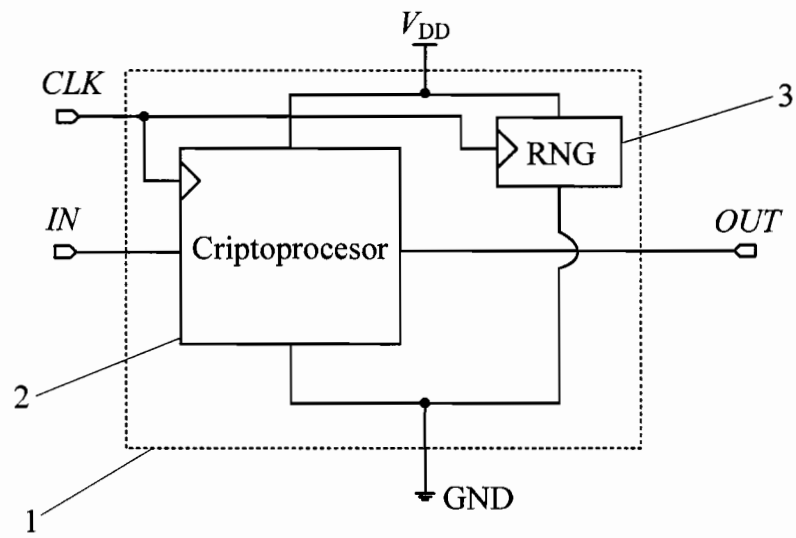 V_DD
CLK
3
RNG
IN
OUT
Criptoprocesor
2
GND
1